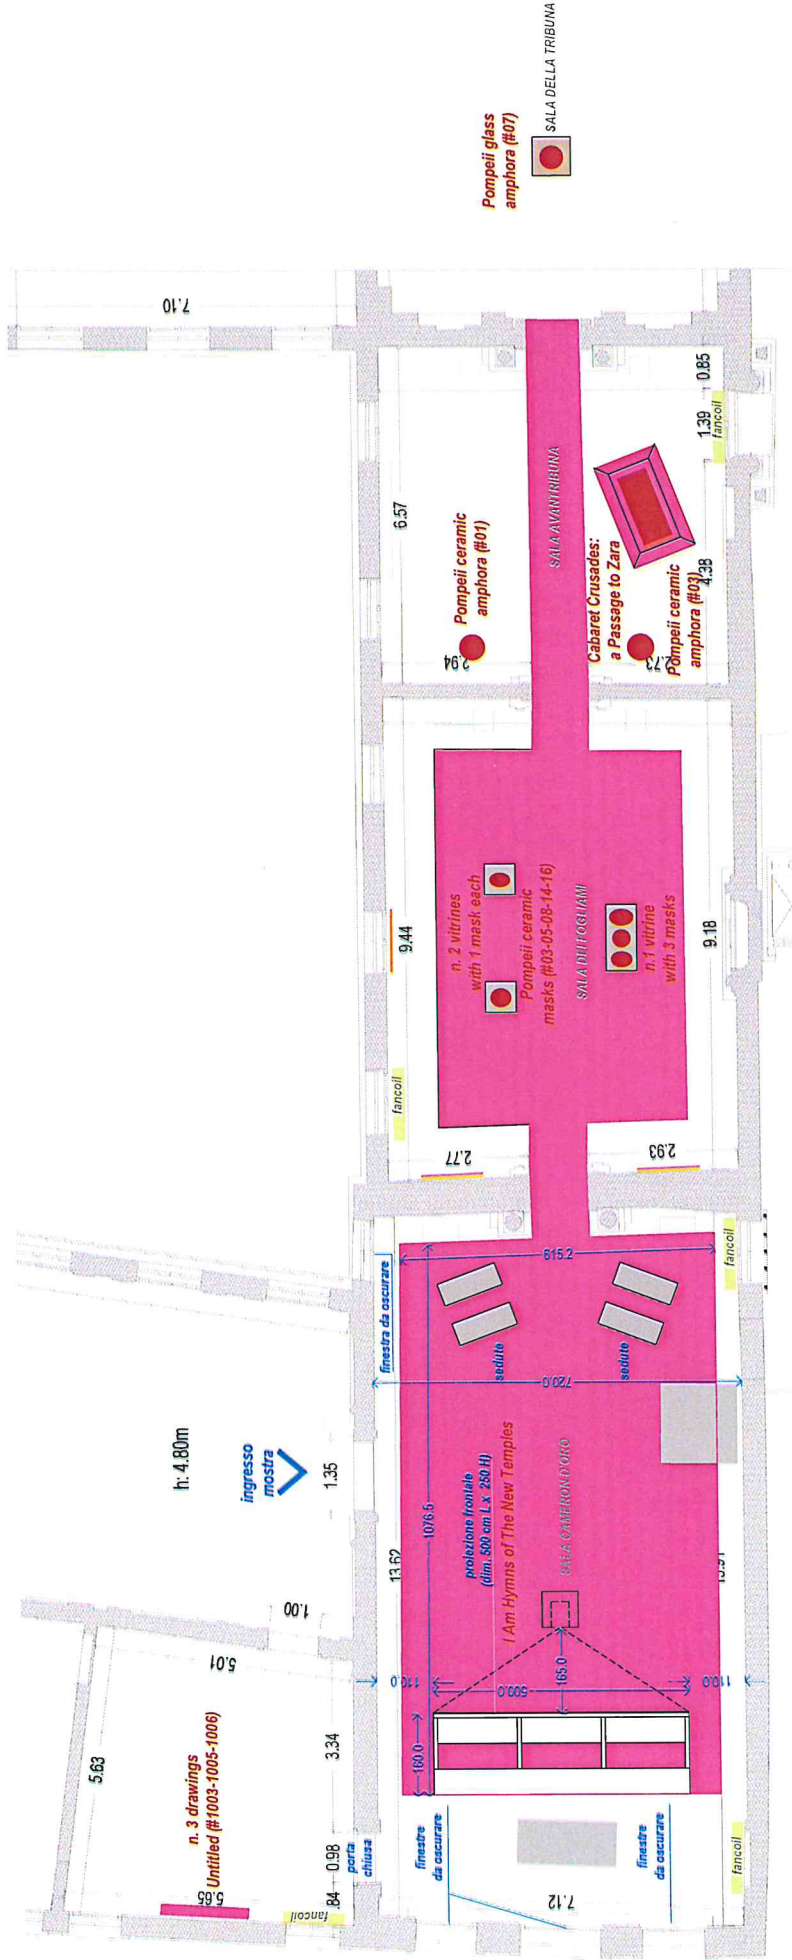 5.63
5.01
1.00
n. 3 drawings
Untitled (#1003-1005-1006)
5.65
fancoil
.84
0.98
3.34
porta
chiusa
h: 4.80m
ingresso
mostra
1.35
7.10
finestre
da oscurare
finestre
da oscurare
7.12
fancoil
13.62
110.0
160.0
500.0
165.0
110.0
1076.5
proiezione frontale
(dim. 500 cm L x 250 H)
I Am Hymns of The New Temples
SALA CAMERON D'ORO
720.0
615.2
finestra da oscurare
sedute
sedute
fancoil
fancoil
2.77
2.93
9.44
n. 2 vitrines
with 1 mask each
Pompeii ceramic
masks (#03-05-08-14-16)
SALA DEI FOGLIAMI
n.1 vitrine
with 3 masks
9.18
6.57
2.94
Pompeii ceramic
amphora (#01)
SALA AVANTRIBUNA
Cabaret Crusades:
a Passage to Zara
2.73
Pompeii ceramic
amphora (#03)
4.38
1.39
0.85
fancoil
Pompeii glass
amphora (#07)
SALA DELLA TRIBUNA